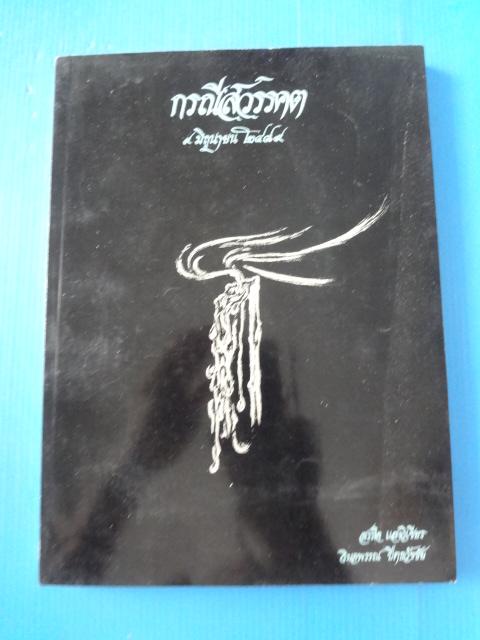 กรณีสวรรคต
๙ มิถุนายน ๒๔๘๙
สรรใจ แสงวิเชียร
วิมลพรรณ ปีตธวัชชัย